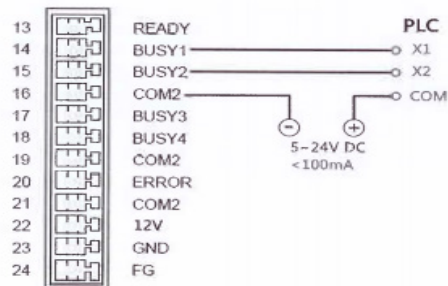 13 READY PLC
14 BUSY1 X1
15 BUSY2 X2
16 COM2 COM
17 BUSY3
18 BUSY4 5~24V DC
19 COM2 <100mA
20 ERROR
21 COM2
22 12V
23 GND
24 FG